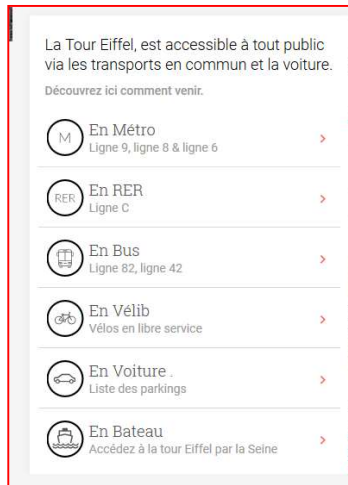 La Tour Eiffel, est accessible à tout public
via les transports en commun et la voiture.
Découvrez ici comment venir.
M
En Métro
Ligne 9, ligne 8 & ligne 6
RER
En RER
Ligne C
En Bus
Ligne 82, ligne 42
En Vélib
Vélos en libre service
En Voiture .
Liste des parkings
En Bateau
Accédez à la tour Eiffel par la Seine